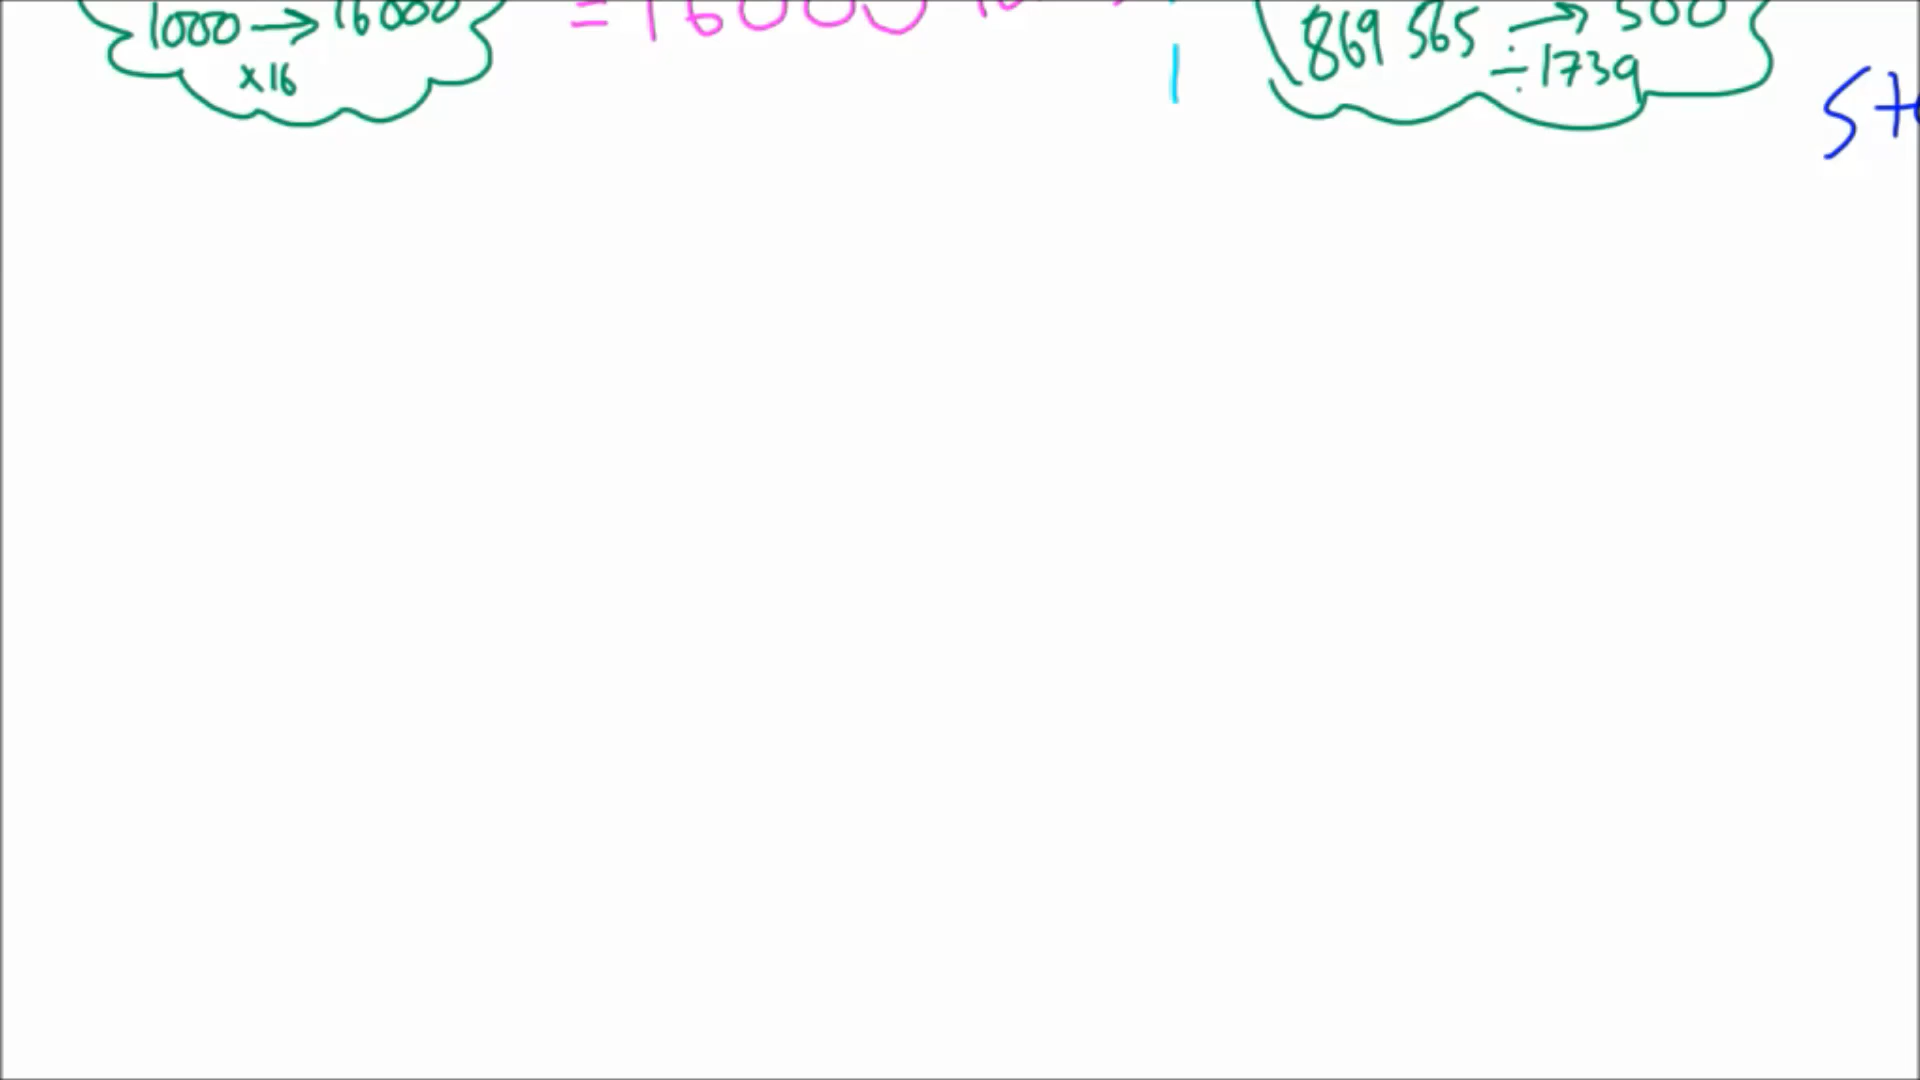 1000 → 16000
x16
= 16000
869 565 → 500
÷1739